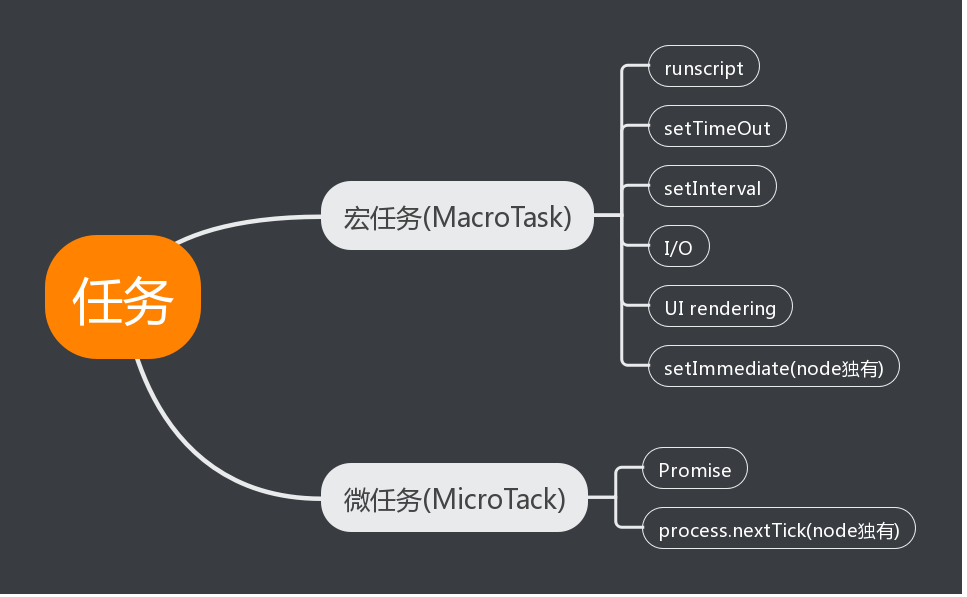 任务
宏任务(MacroTask)
runscript
setTimeOut
setInterval
I/O
UI rendering
setImmediate(node独有)
微任务(MicroTack)
Promise
process.nextTick(node独有)